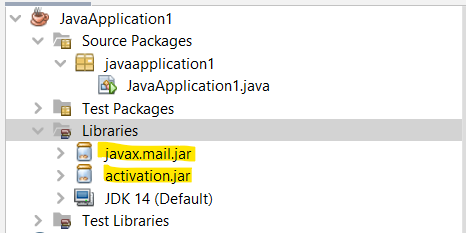 JavaApplication1
Source Packages
javaapplication1
JavaApplication1.java
Test Packages
Libraries
javax.mail.jar
activation.jar
JDK 14 (Default)
Test Libraries